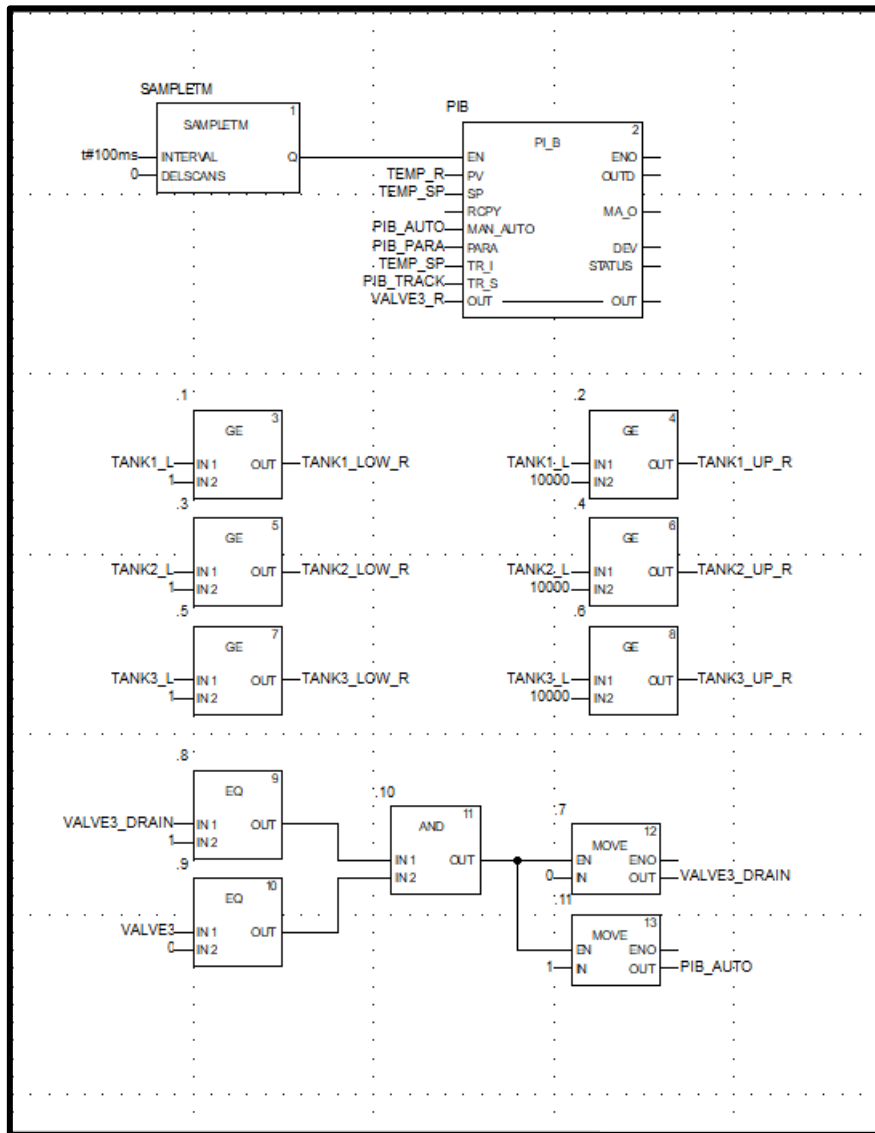 SAMPLETM
1
SAMPLETM
t#100ms INTERVAL Q
0 DELSCANS
PIB
2
PI_B
EN ENO
TEMP_R PV OUTD
TEMP_SP SP
RCPY MA_O
PIB_AUTO MAN_AUTO
PIB_PARA PARA DEV
TEMP_SP TR_I STATUS
PIB_TRACK TR_S
VALVE3_R OUT OUT
.1
3
GE
TANK1_L IN1 OUT TANK1_LOW_R
1 IN2
.2
4
GE
TANK1_L IN1 OUT TANK1_UP_R
10000 IN2
.3
5
GE
TANK2_L IN1 OUT TANK2_LOW_R
1 IN2
.4
6
GE
TANK2_L IN1 OUT TANK2_UP_R
10000 IN2
.5
7
GE
TANK3_L IN1 OUT TANK3_LOW_R
1 IN2
.6
8
GE
TANK3_L IN1 OUT TANK3_UP_R
10000 IN2
.8
9
EQ
VALVE3_DRAIN IN1 OUT
1 IN2
.9
10
EQ
VALVE3 IN1 OUT
0 IN2
.10
11
AND
IN1 OUT
IN2
.7
12
MOVE
EN ENO
0 IN OUT VALVE3_DRAIN
.11
13
MOVE
EN ENO
1 IN OUT PIB_AUTO